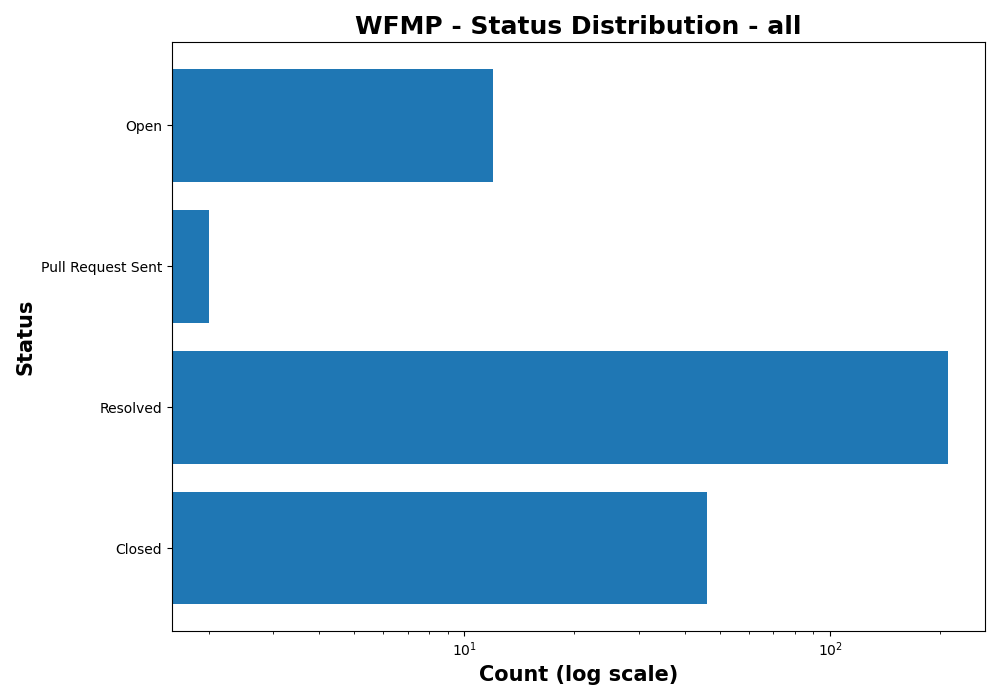 WFMP - Status Distribution - all
Open
Pull Request Sent
Resolved
Closed
Status
10¹
10²
Count (log scale)